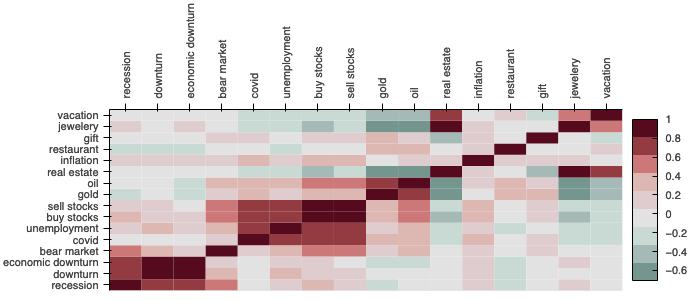 recession
downturn
economic downturn
bear market
covid
unemployment
buy stocks
sell stocks
gold
oil
real estate
inflation
restaurant
gift
jewelery
vacation
vacation
jewelery
gift
restaurant
inflation
real estate
oil
gold
sell stocks
buy stocks
unemployment
covid
bear market
economic downturn
downturn
recession
1
0.8
0.6
0.4
0.2
0
−0.2
−0.4
−0.6